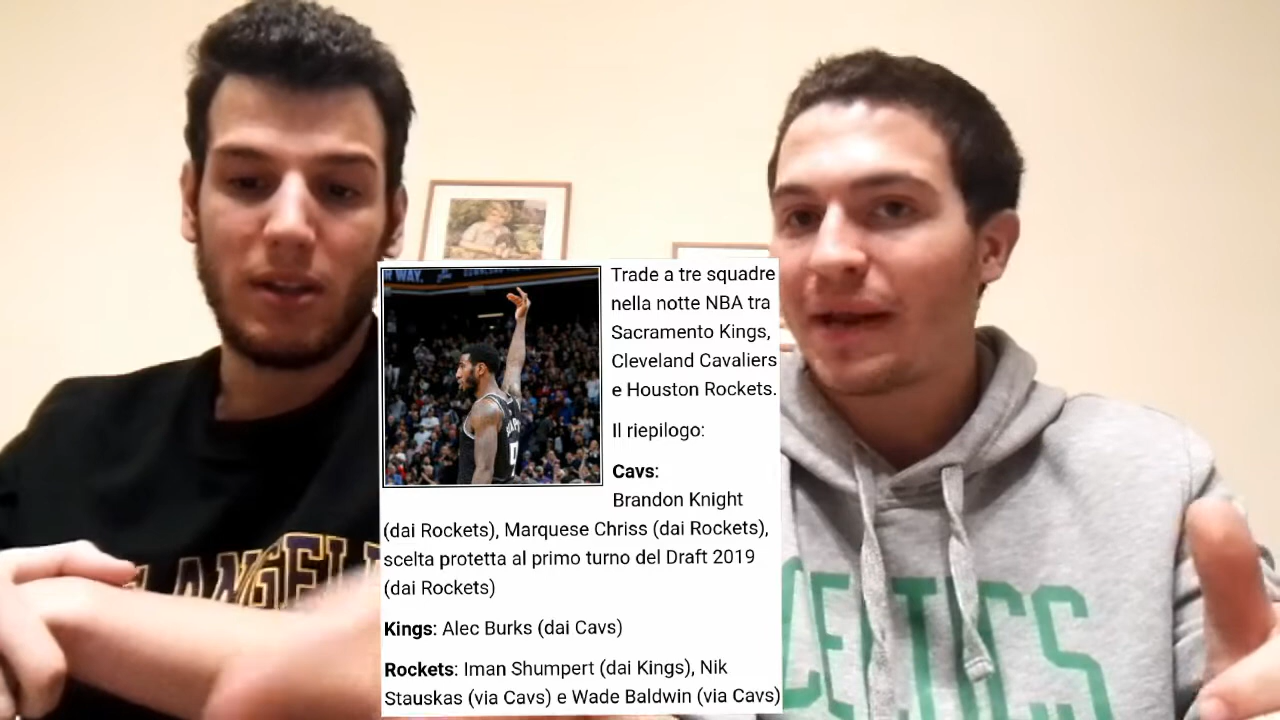 WAY.
Trade a tre squadre
nella notte NBA tra
Sacramento Kings,
Cleveland Cavaliers
e Houston Rockets.
Il riepilogo:
Cavs:
Brandon Knight
(dai Rockets), Marquese Chriss (dai Rockets),
scelta protetta al primo turno del Draft 2019
(dai Rockets)
Kings: Alec Burks (dai Cavs)
Rockets: Iman Shumpert (dai Kings), Nik
Stauskas (via Cavs) e Wade Baldwin (via Cavs)
CELTICS